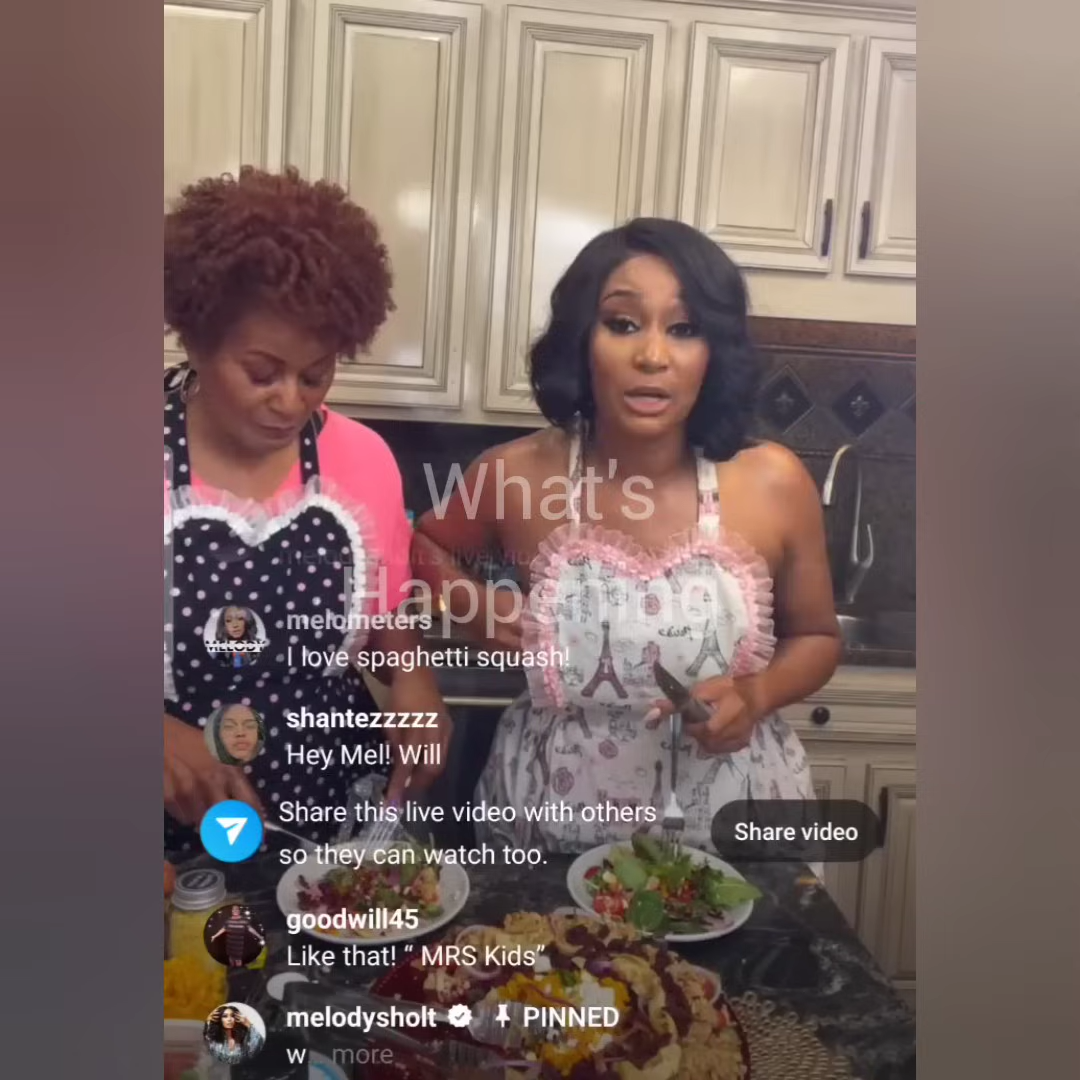 What's
Happening
melometers
I love spaghetti squash!
shantezzzzz
Hey Mel! Will
Share this live video with others
so they can watch too.
Share video
goodwill45
Like that! “ MRS Kids”
melodysholt PINNED
w... more